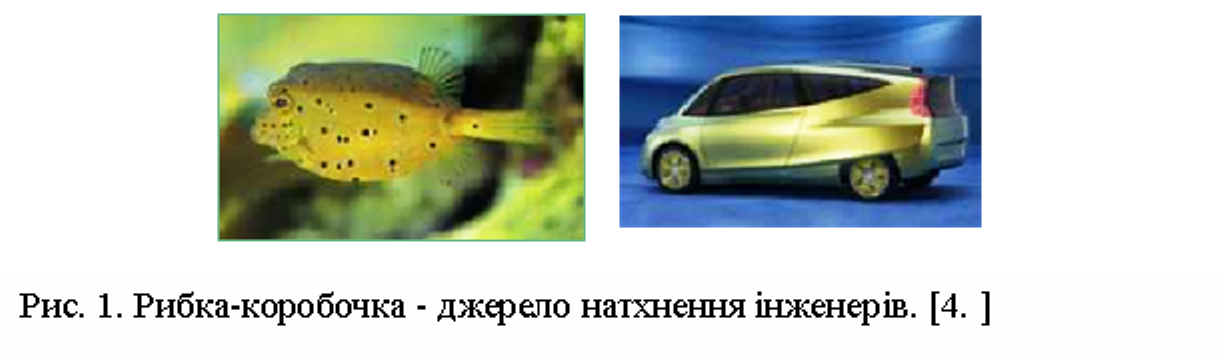 Рис. 1. Рибка-коробочка - джерело натхнення інженерів. [4. ]